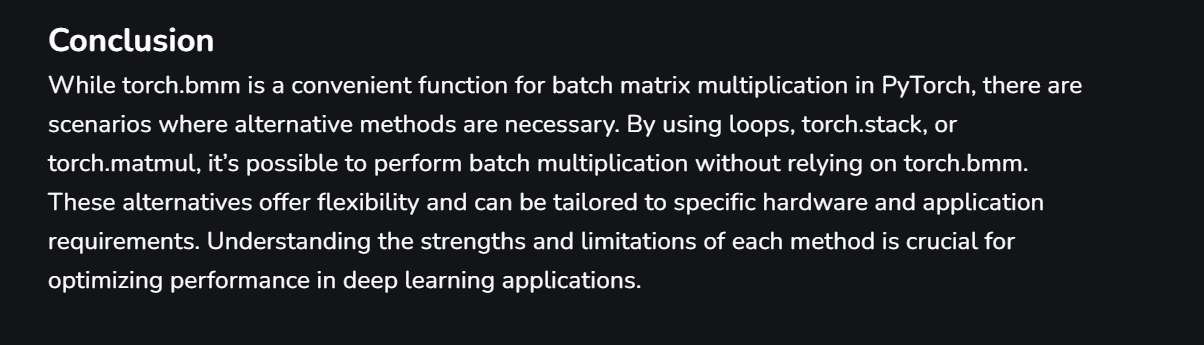 Conclusion
While torch.bmm is a convenient function for batch matrix multiplication in PyTorch, there are
scenarios where alternative methods are necessary. By using loops, torch.stack, or
torch.matmul, it’s possible to perform batch multiplication without relying on torch.bmm.
These alternatives offer flexibility and can be tailored to specific hardware and application
requirements. Understanding the strengths and limitations of each method is crucial for
optimizing performance in deep learning applications.